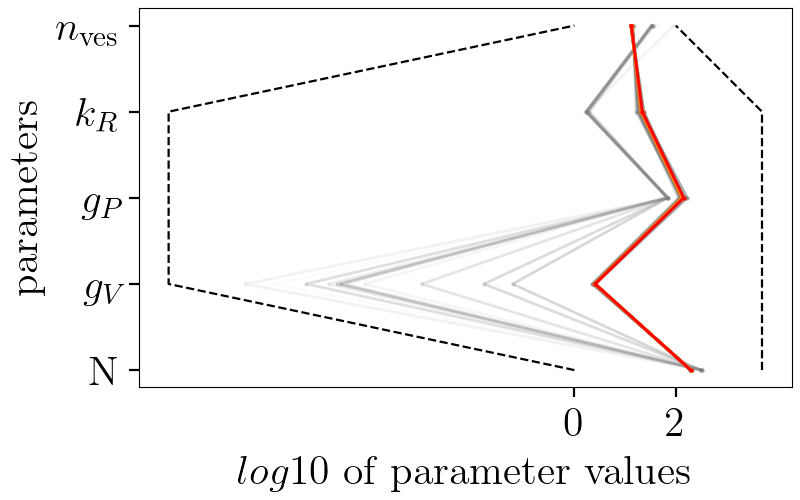 n_ves
k_R
g_P
g_V
N
parameters
0 2
log10 of parameter values